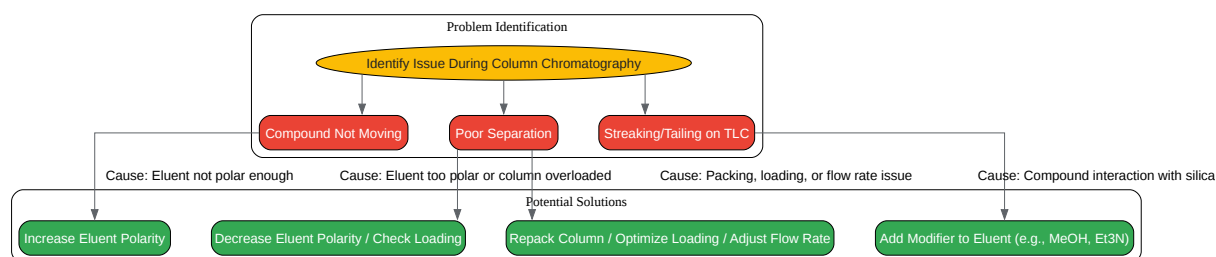 Problem Identification
Identify Issue During Column Chromatography
Compound Not Moving
Poor Separation
Streaking/Tailing on TLC
Cause: Eluent not polar enough
Cause: Eluent too polar or column overloaded
Cause: Packing, loading, or flow rate issue
Cause: Compound interaction with silica
Potential Solutions
Increase Eluent Polarity
Decrease Eluent Polarity / Check Loading
Repack Column / Optimize Loading / Adjust Flow Rate
Add Modifier to Eluent (e.g., MeOH, Et3N)